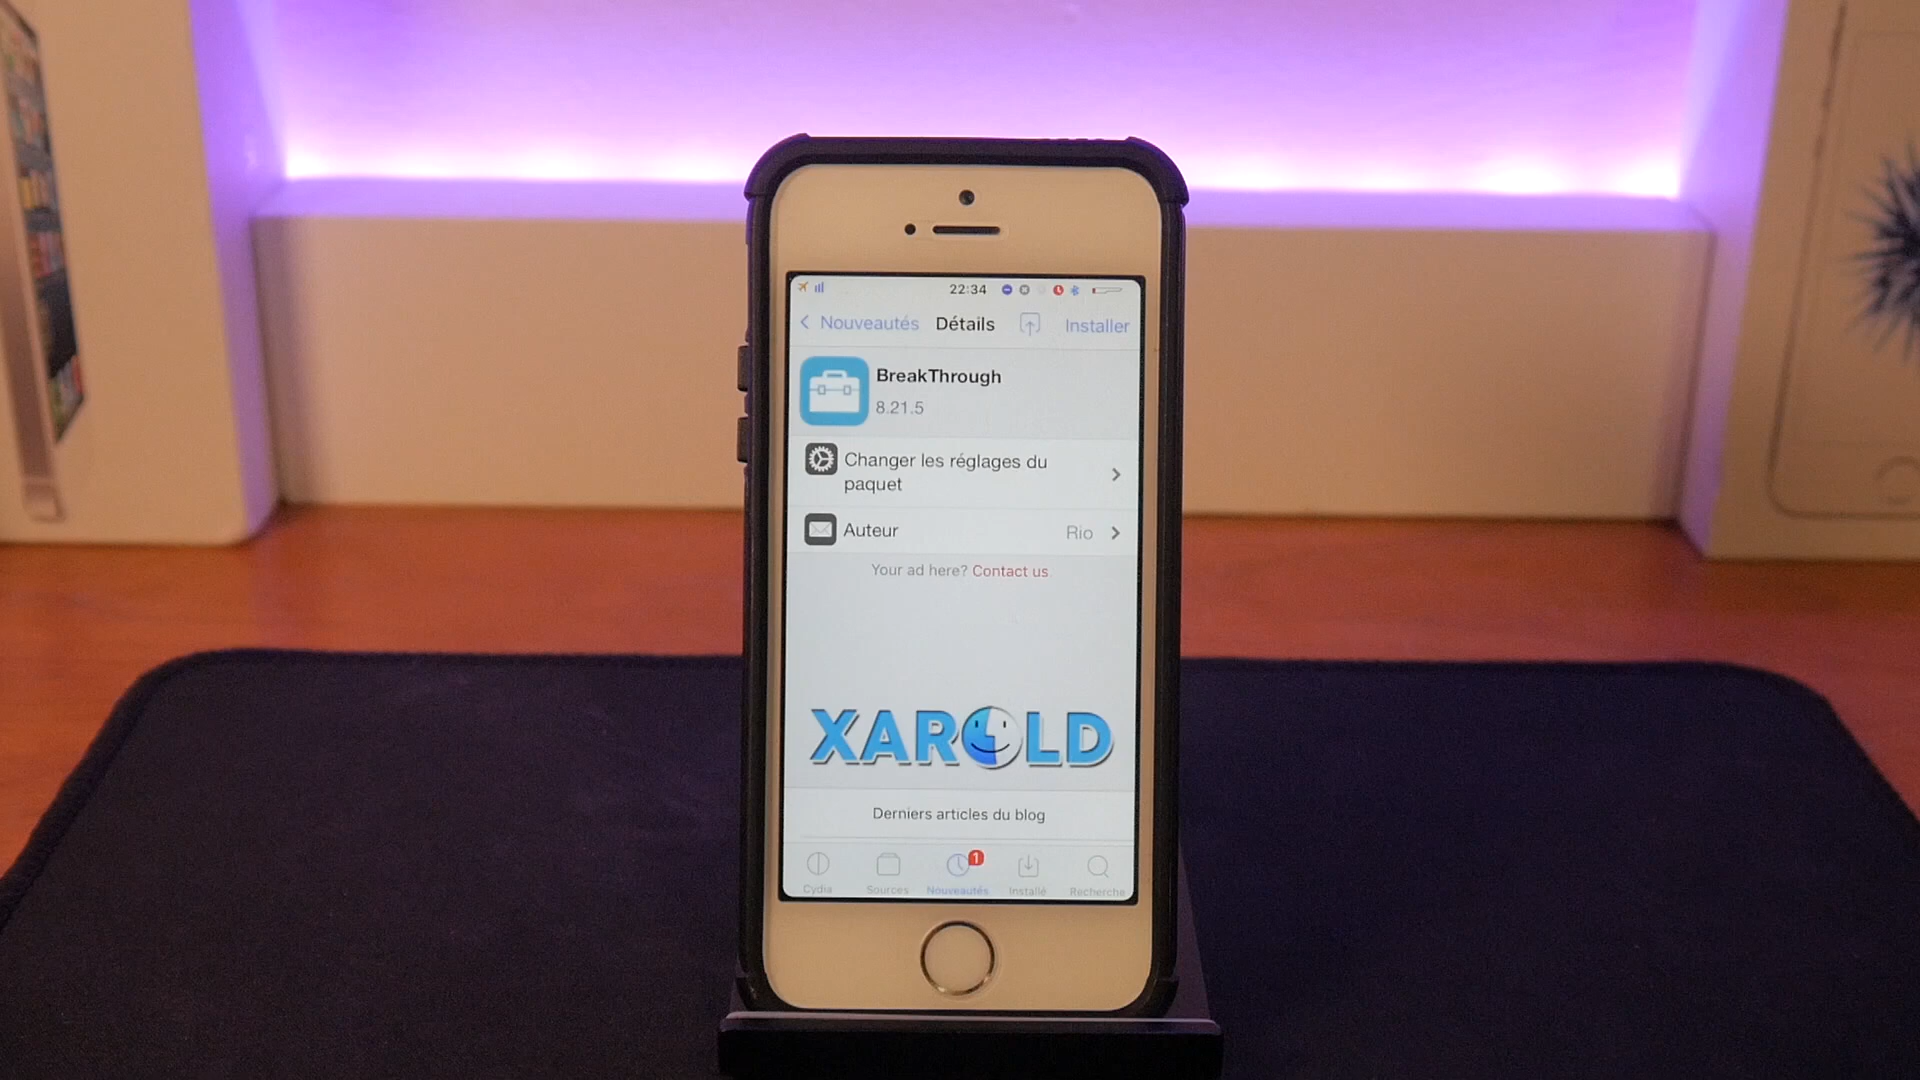 22:34
Nouveautés Détails Installer
BreakThrough
8.21.5
Changer les réglages du
paquet
Auteur Rio
Your ad here? Contact us
XAROLD
Derniers articles du blog
1
Cydia Sources Nouveautés Installé Recherche